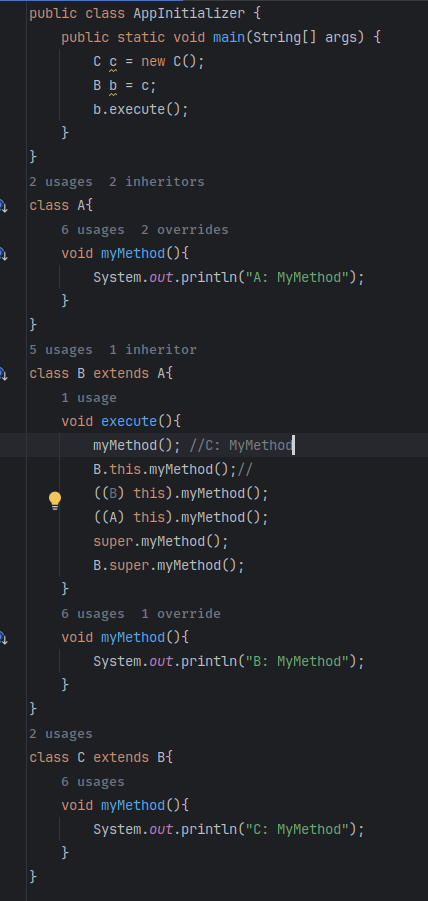 public class AppInitializer {
    public static void main(String[] args) {
        C c = new C();
        B b = c;
        b.execute();
    }
}
2 usages  2 inheritors
class A{
    6 usages  2 overrides
    void myMethod(){
        System.out.println("A: MyMethod");
    }
}
5 usages  1 inheritor
class B extends A{
    1 usage
    void execute(){
        myMethod(); //C: MyMethod
        B.this.myMethod();//
        ((B) this).myMethod();
        ((A) this).myMethod();
        super.myMethod();
        B.super.myMethod();
    }
    6 usages  1 override
    void myMethod(){
        System.out.println("B: MyMethod");
    }
}
2 usages
class C extends B{
    6 usages
    void myMethod(){
        System.out.println("C: MyMethod");
    }
}